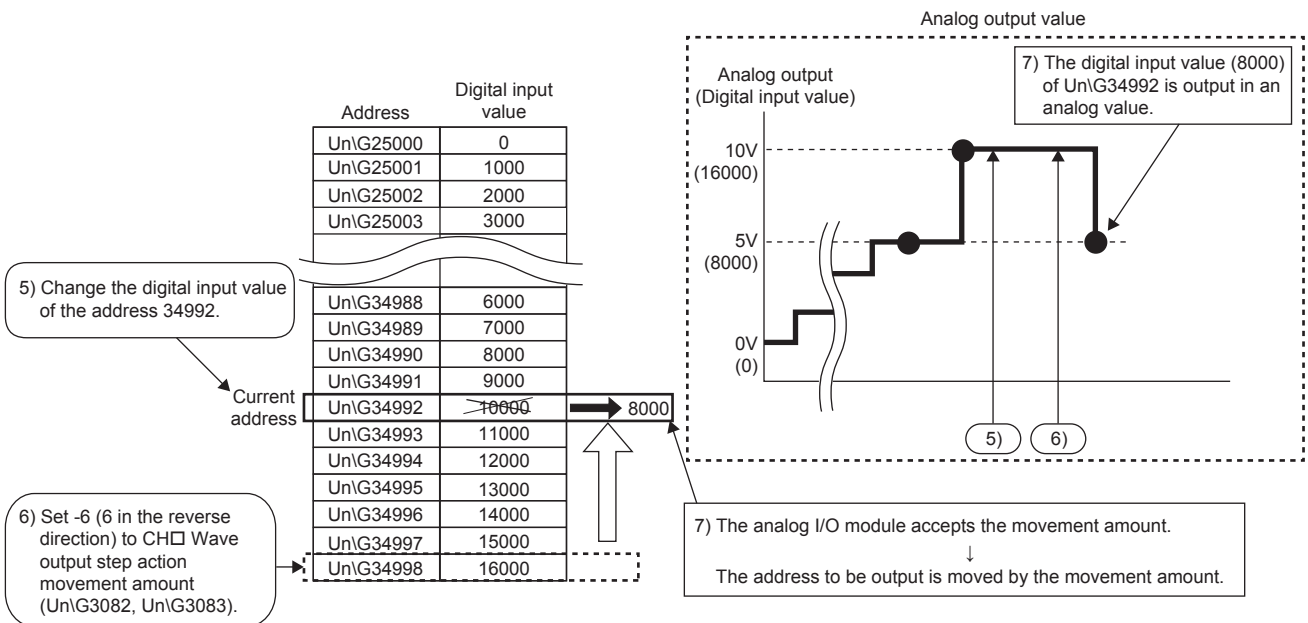 Analog output value
7) The digital input value (8000)
of Un\G34992 is output in an
analog value.
Analog output
(Digital input value)
10V
(16000)
5V
(8000)
0V
(0)
5)
6)
Address
Digital input
value
Un\G25000 0
Un\G25001 1000
Un\G25002 2000
Un\G25003 3000
Un\G34988 6000
Un\G34989 7000
Un\G34990 8000
Un\G34991 9000
Un\G34992 10000 8000
Un\G34993 11000
Un\G34994 12000
Un\G34995 13000
Un\G34996 14000
Un\G34997 15000
Un\G34998 16000
5) Change the digital input value
of the address 34992.
Current
address
6) Set -6 (6 in the reverse
direction) to CH□ Wave
output step action
movement amount
(Un\G3082, Un\G3083).
7) The analog I/O module accepts the movement amount.
↓
The address to be output is moved by the movement amount.